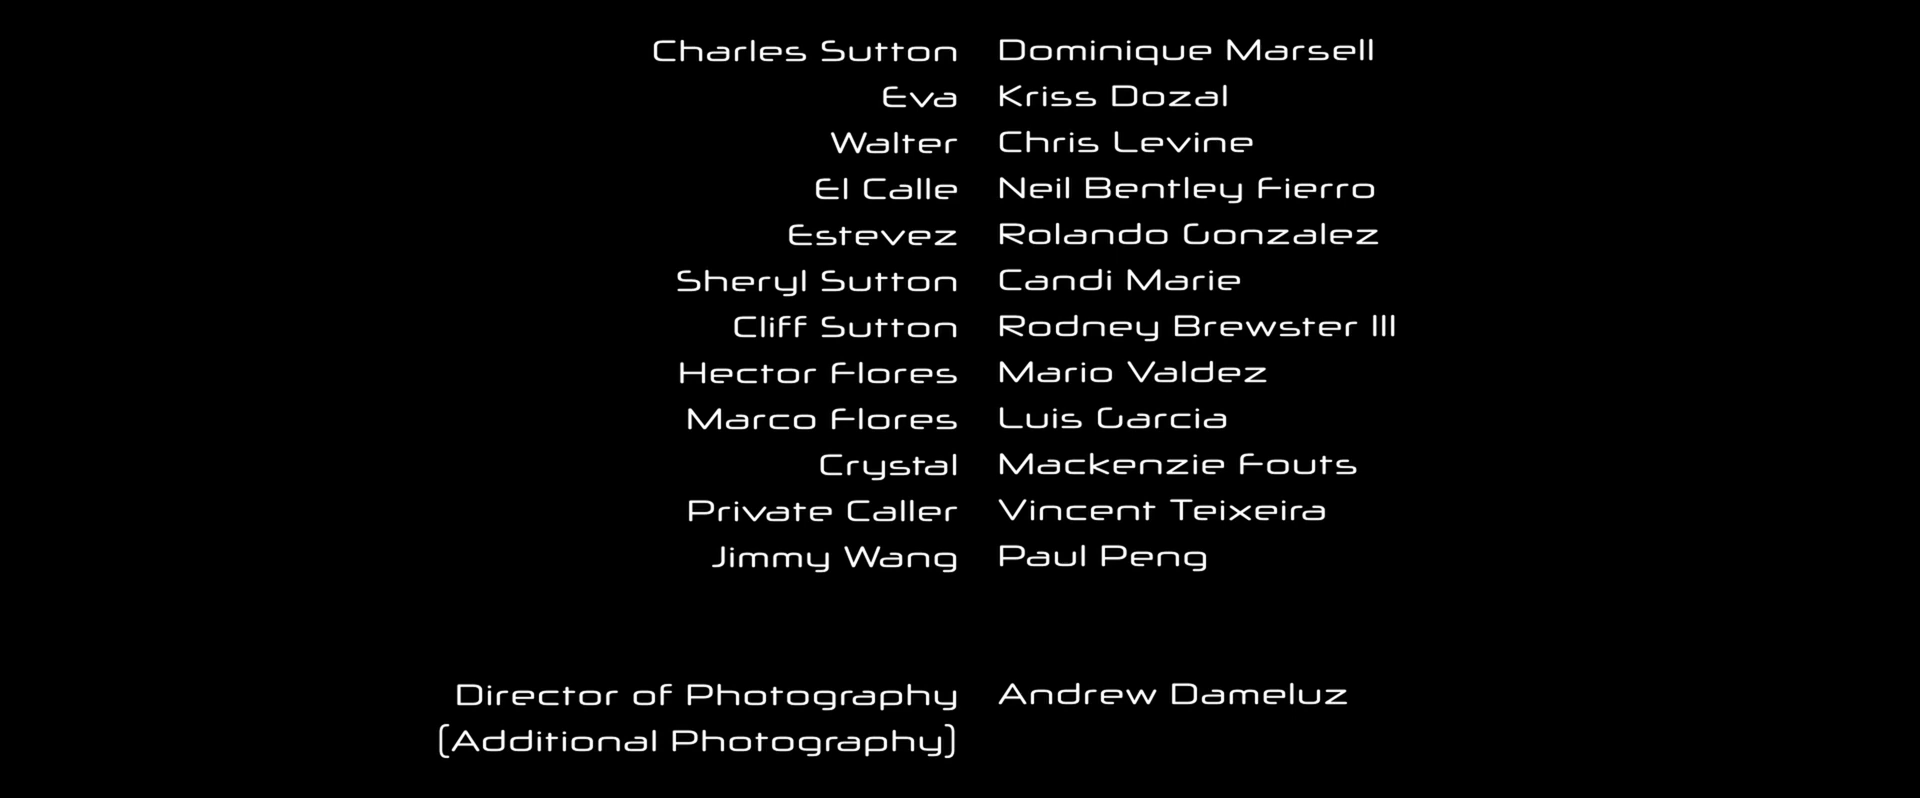 Charles Sutton Dominique Marsell
Eva Kriss Dozal
Walter Chris Levine
El Calle Neil Bentley Fierro
Estevez Rolando Gonzalez
Sheryl Sutton Candi Marie
Cliff Sutton Rodney Brewster III
Hector Flores Mario Valdez
Marco Flores Luis Garcia
Crystal Mackenzie Fouts
Private Caller Vincent Teixeira
Jimmy Wang Paul Peng
Director of Photography Andrew Dameluz
(Additional Photography)